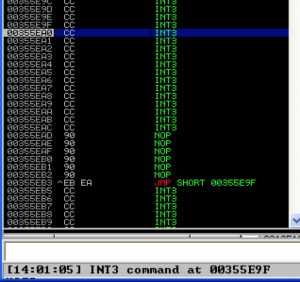 00355E9C CC INT3
00355E9D CC INT3
00355E9E CC INT3
00355E9F CC INT3
00355EA0 CC INT3
00355EA1 CC INT3
00355EA2 CC INT3
00355EA3 CC INT3
00355EA4 CC INT3
00355EA5 CC INT3
00355EA6 CC INT3
00355EA7 CC INT3
00355EA8 CC INT3
00355EA9 CC INT3
00355EAA CC INT3
00355EAB CC INT3
00355EAC CC INT3
00355EAD 90 NOP
00355EAE 90 NOP
00355EAF 90 NOP
00355EB0 90 NOP
00355EB1 90 NOP
00355EB2 90 NOP
00355EB3 ^EB EA JMP SHORT 00355E9F
00355EB5 CC INT3
00355EB6 CC INT3
00355EB7 CC INT3
00355EB8 CC INT3
00355EB9 CC INT3
[14:01:05] INT3 command at 00355E9F